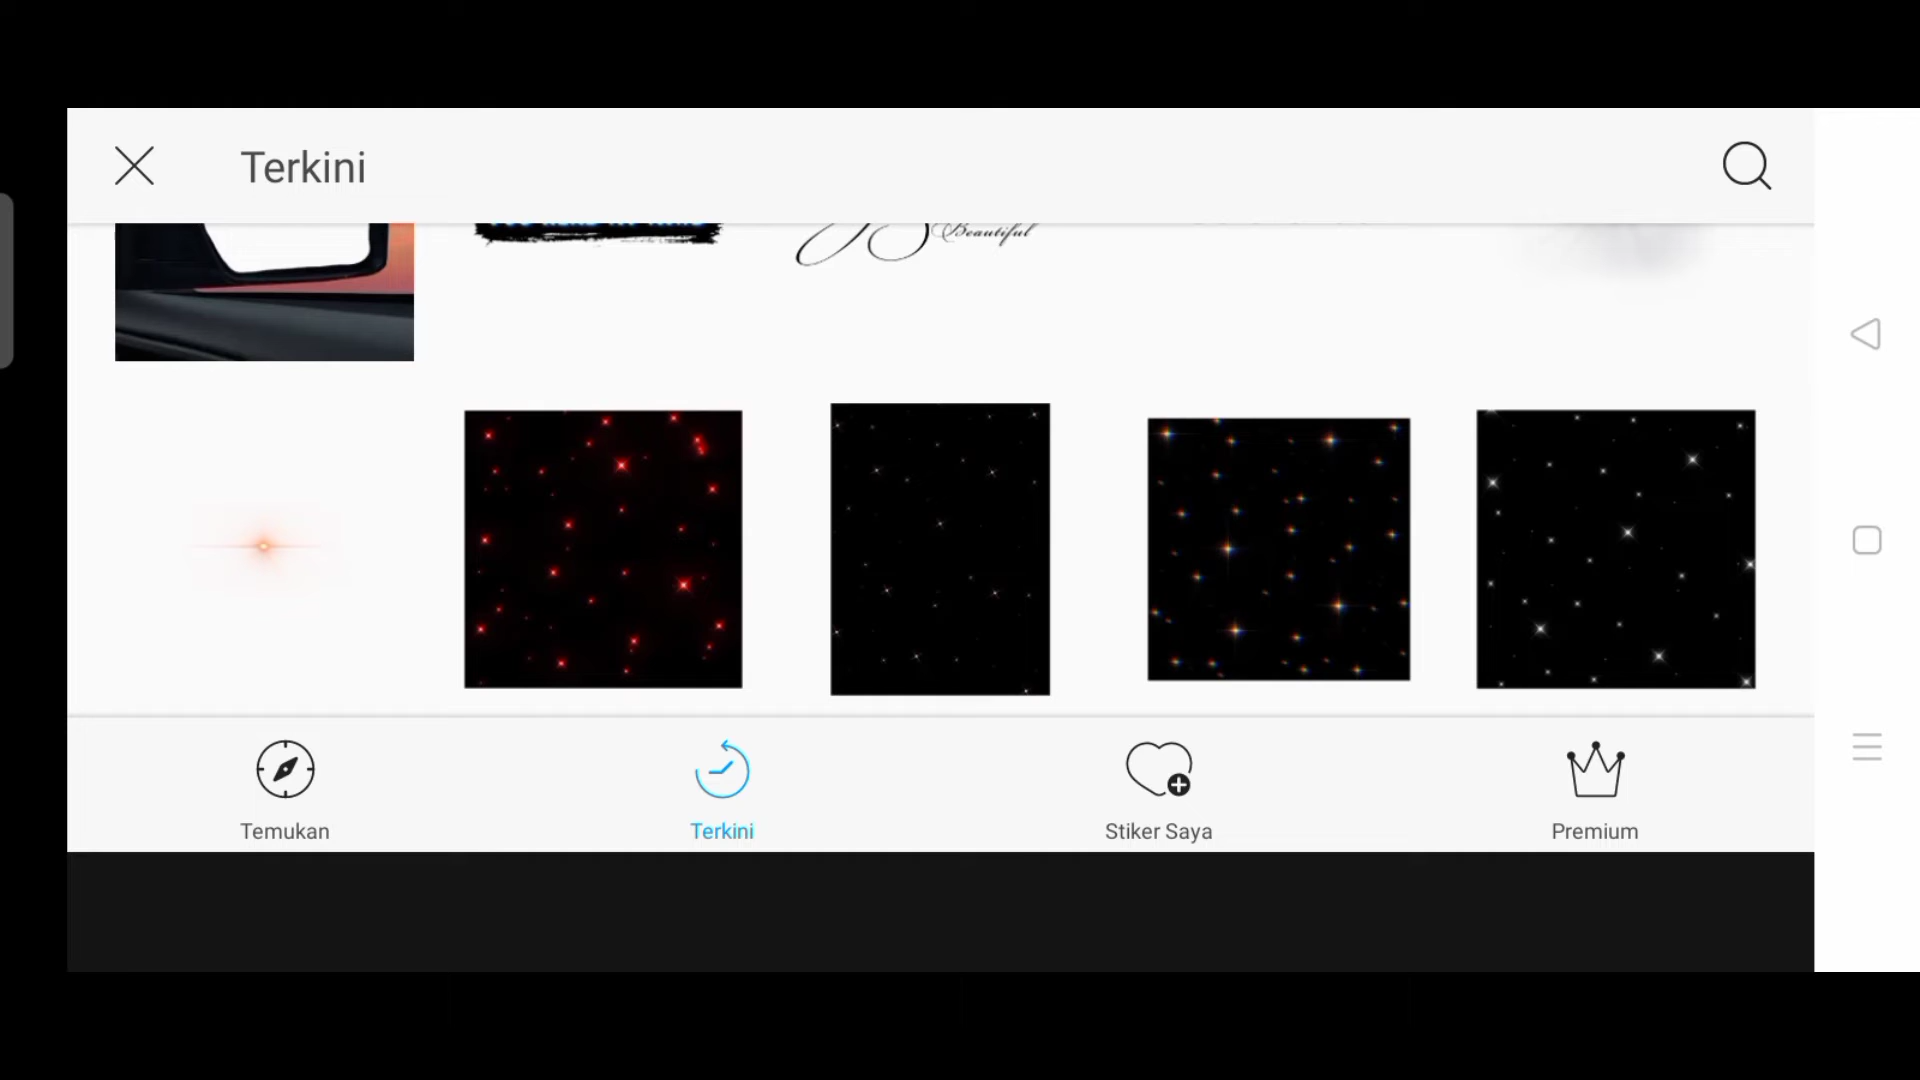 Terkini
Beautiful
Temukan
Terkini
Stiker Saya
Premium